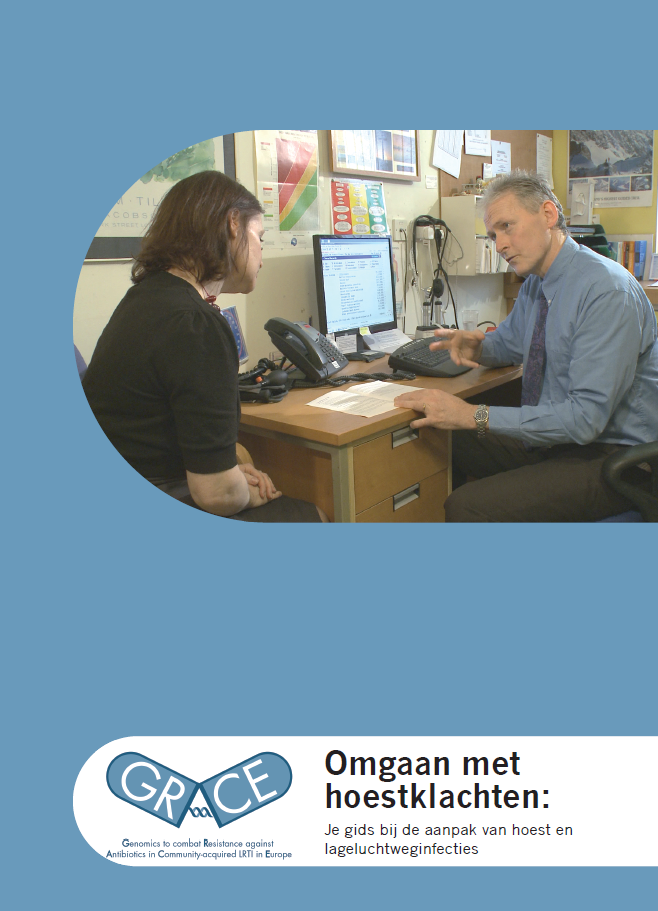 GRACE
Genomics to combat Resistance against
Antibiotics in Community-acquired LRTI in Europe
Omgaan met
hoestklachten:
Je gids bij de aanpak van hoest en
lageluchtweginfecties